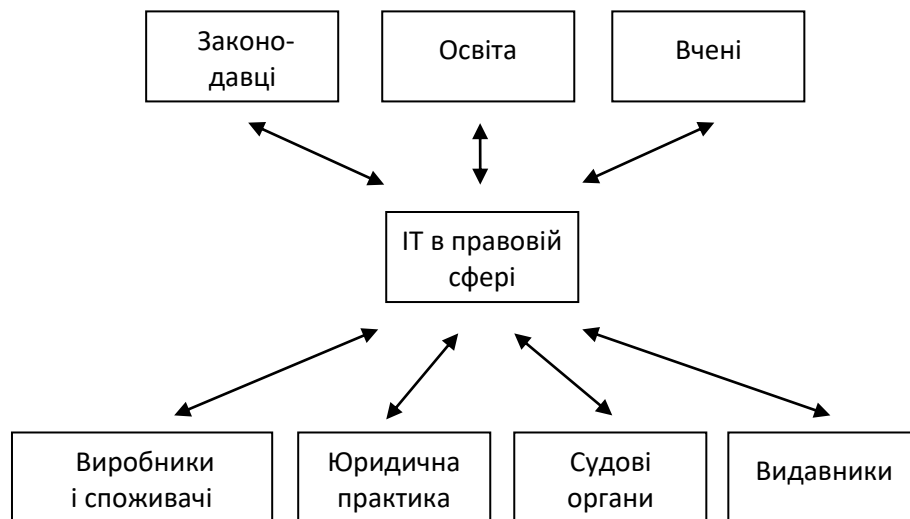 Законо-
давці
Освіта
Вчені
ІТ в правовій
сфері
Виробники
і споживачі
Юридична
практика
Судові
органи
Видавники